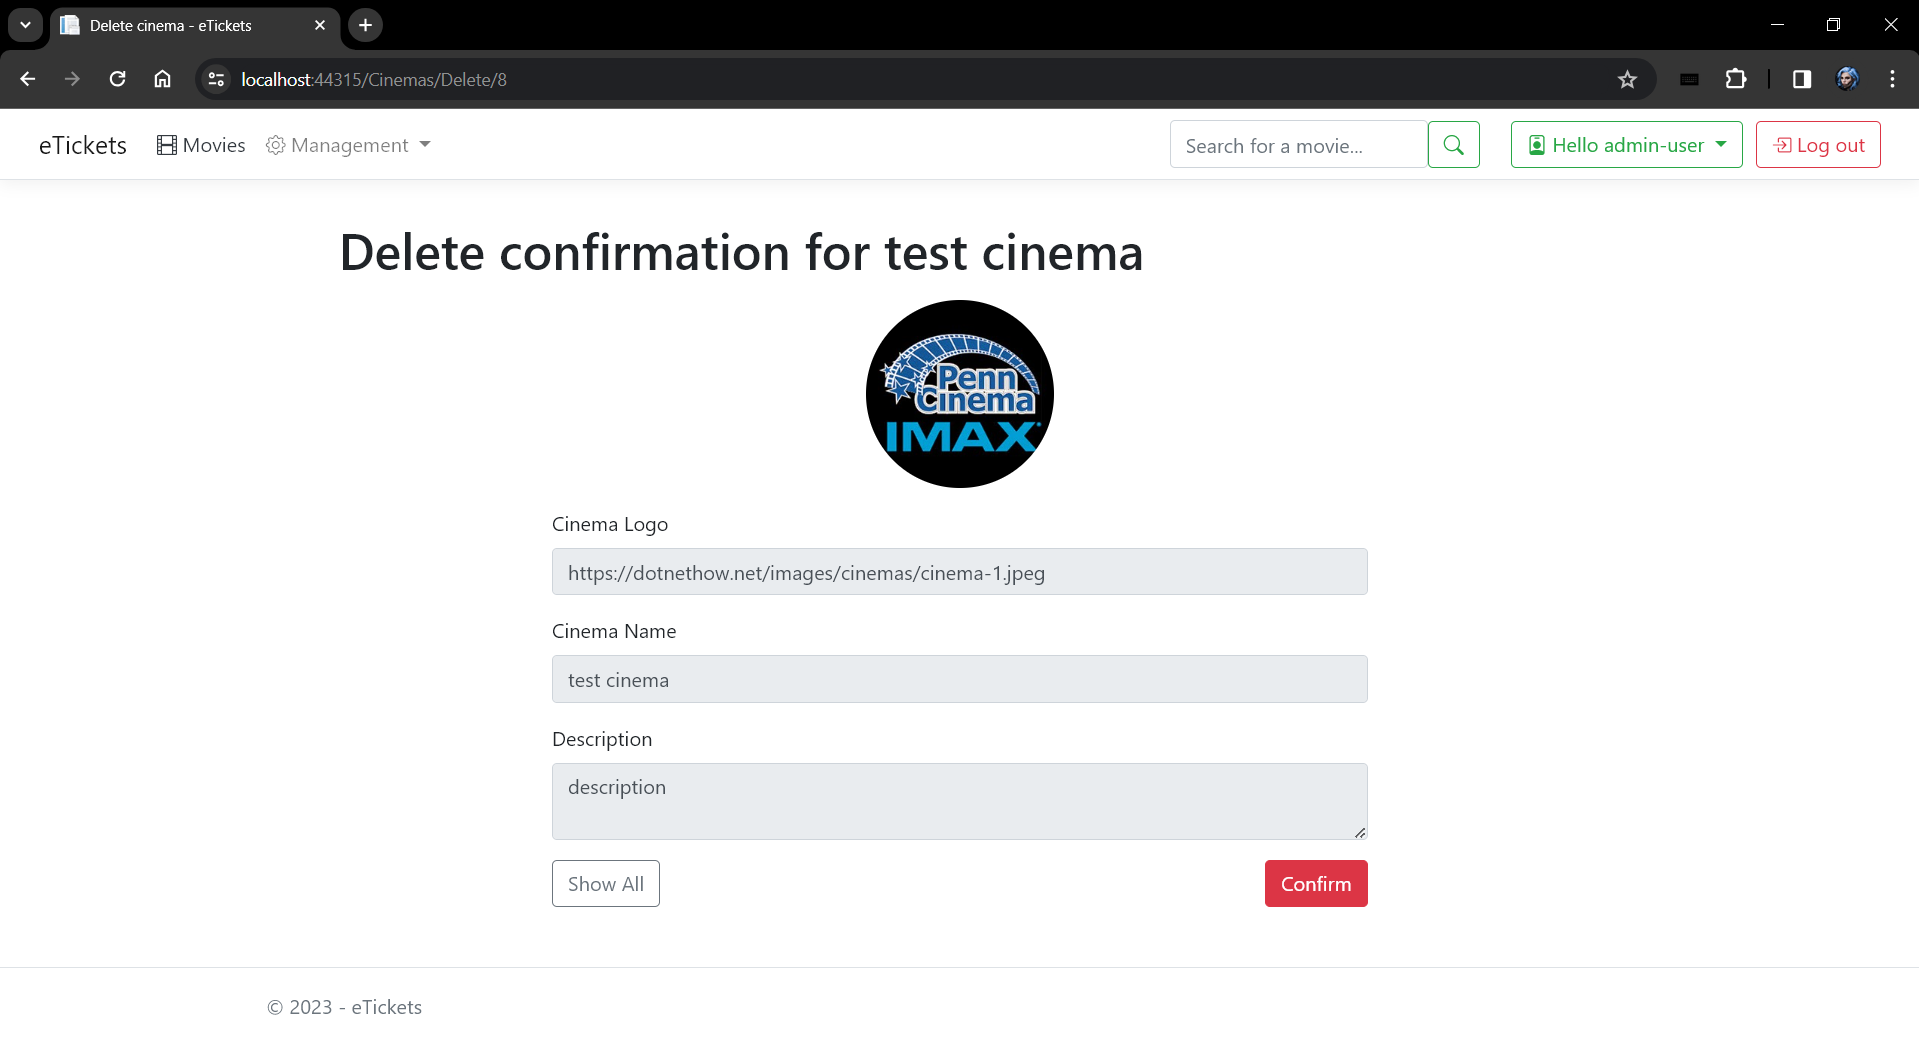 Delete cinema - eTickets
localhost:44315/Cinemas/Delete/8
eTickets Movies Management Search for a movie... Hello admin-user Log out
Delete confirmation for test cinema
Penn
Cinema
IMAX
Cinema Logo
https://dotnethow.net/images/cinemas/cinema-1.jpeg
Cinema Name
test cinema
Description
description
Show All Confirm
© 2023 - eTickets